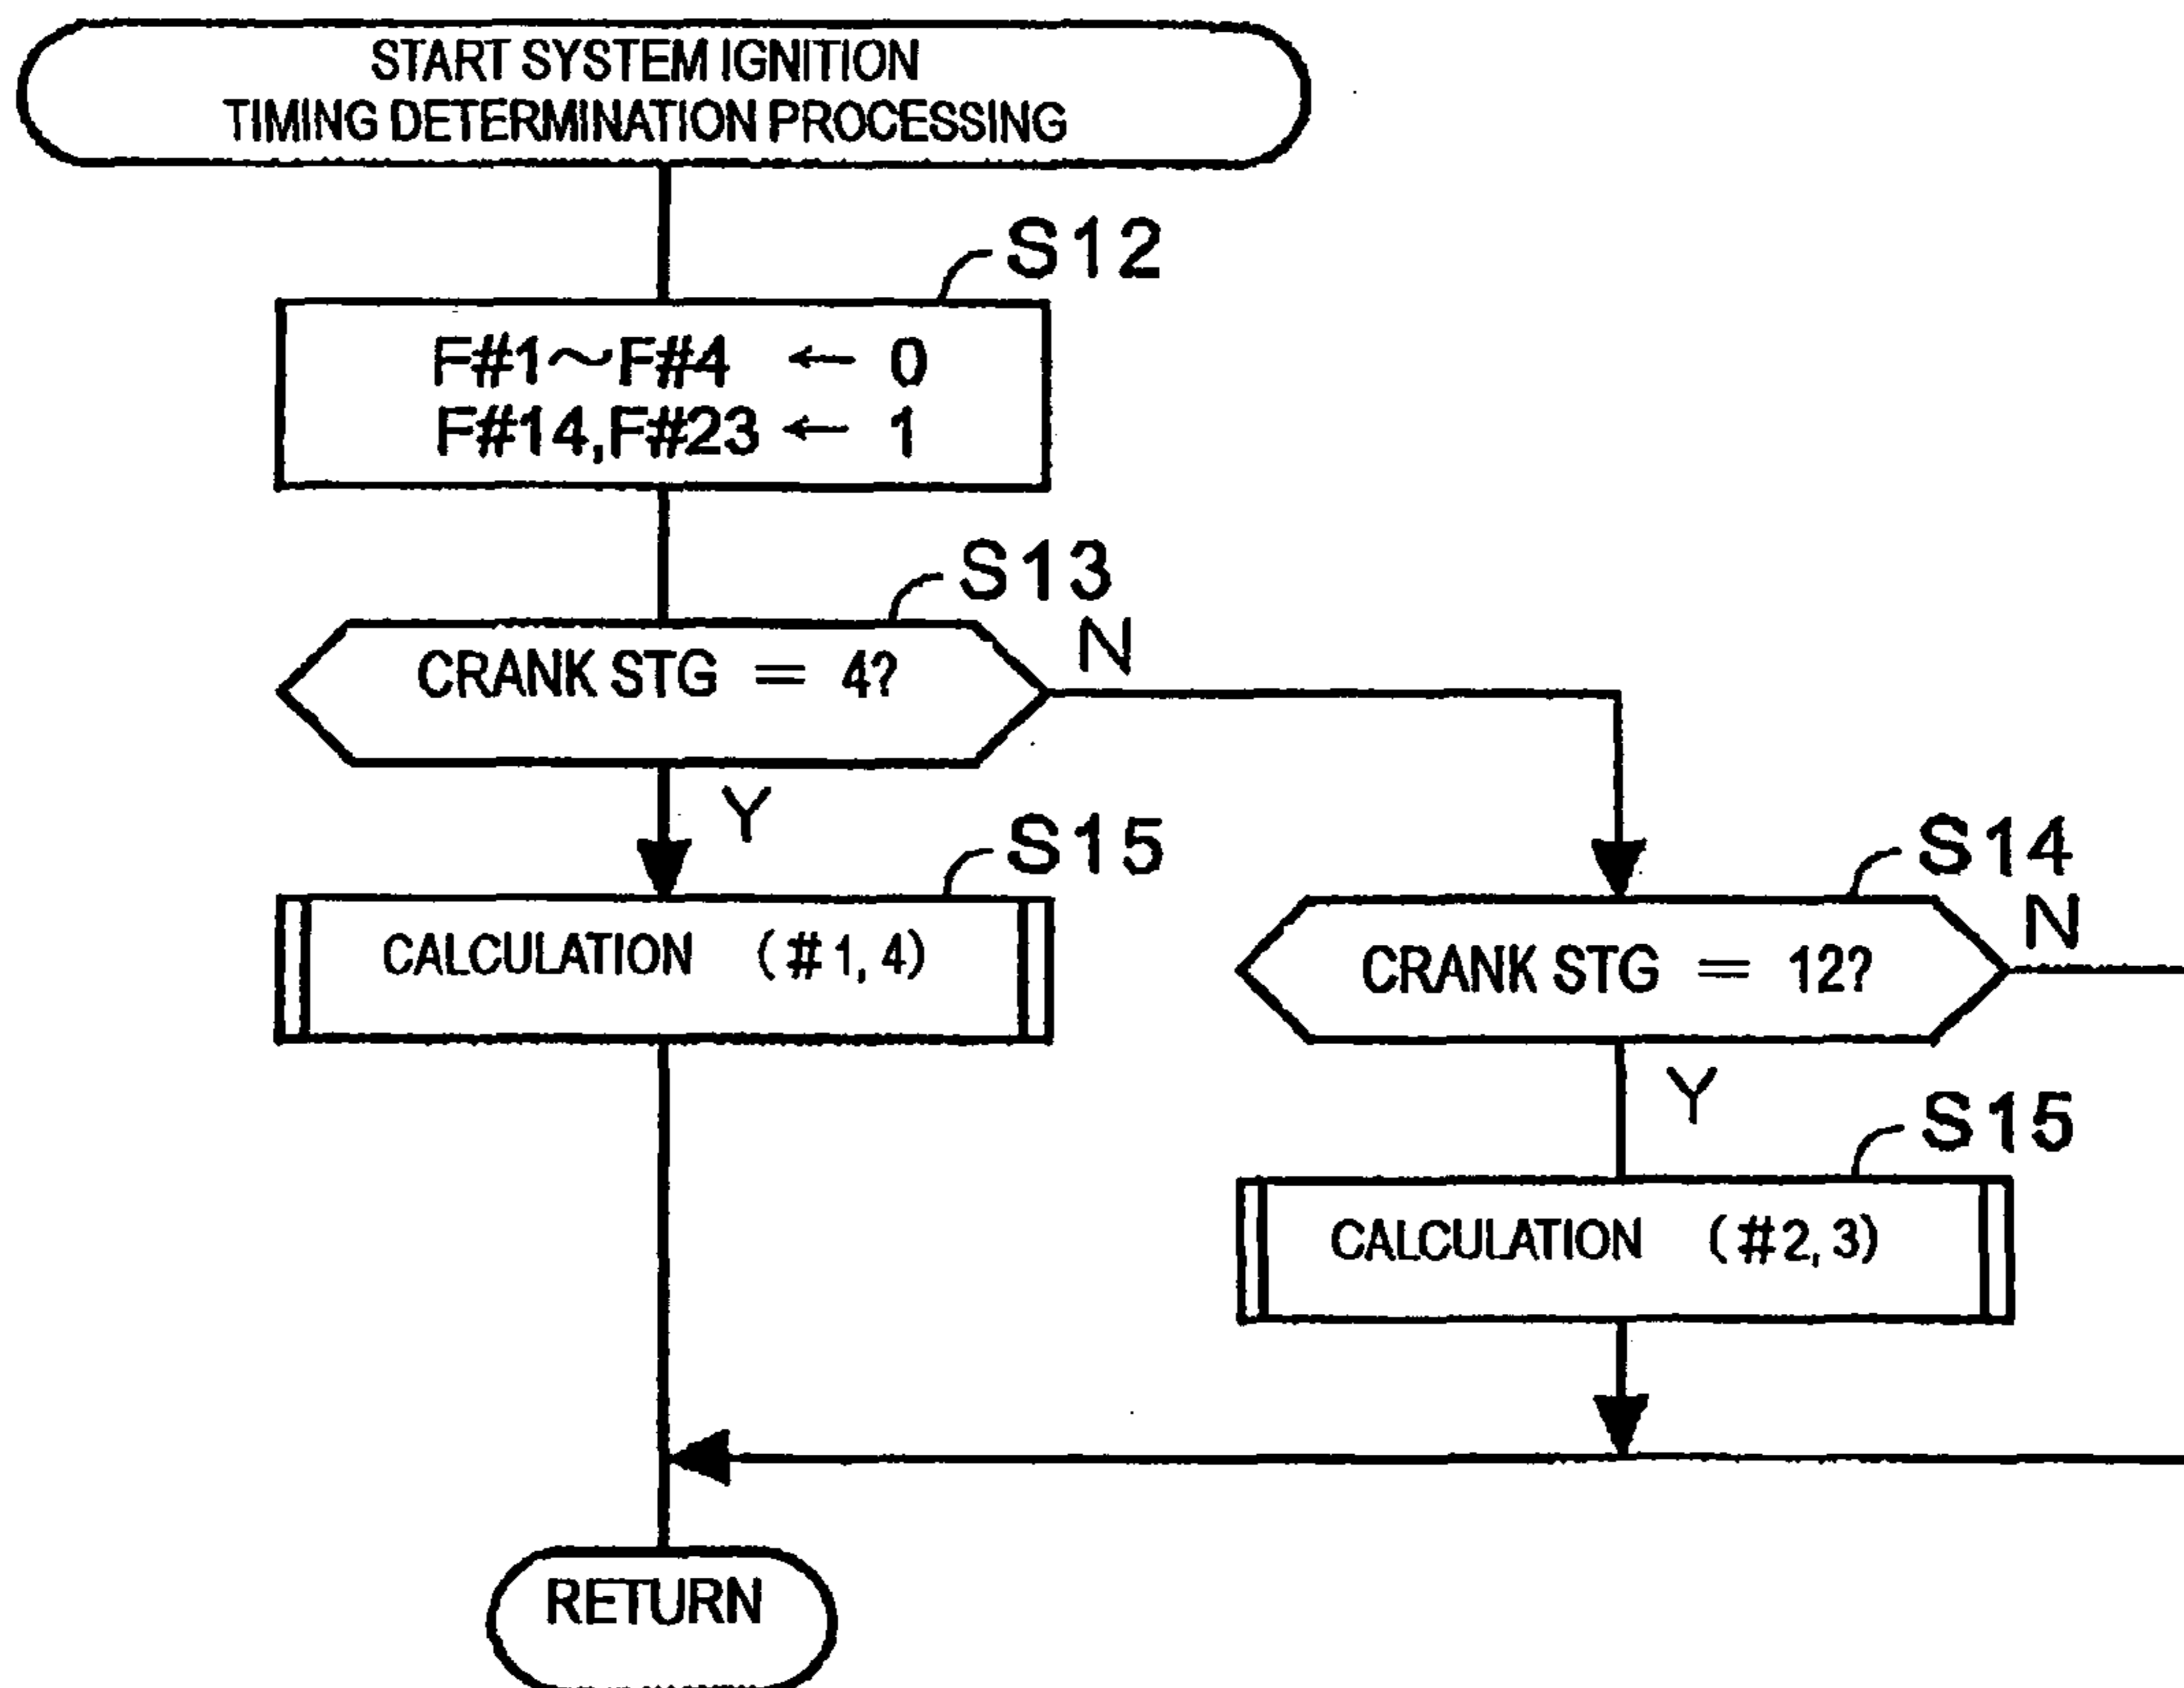 START SYSTEM IGNITION
TIMING DETERMINATION PROCESSING
S12
F#1~F#4 ← 0
F#14,F#23 ← 1
S13
CRANK STG = 4?
N
Y
S15
CALCULATION (#1,4)
S14
CRANK STG = 12?
N
Y
S15
CALCULATION (#2,3)
RETURN